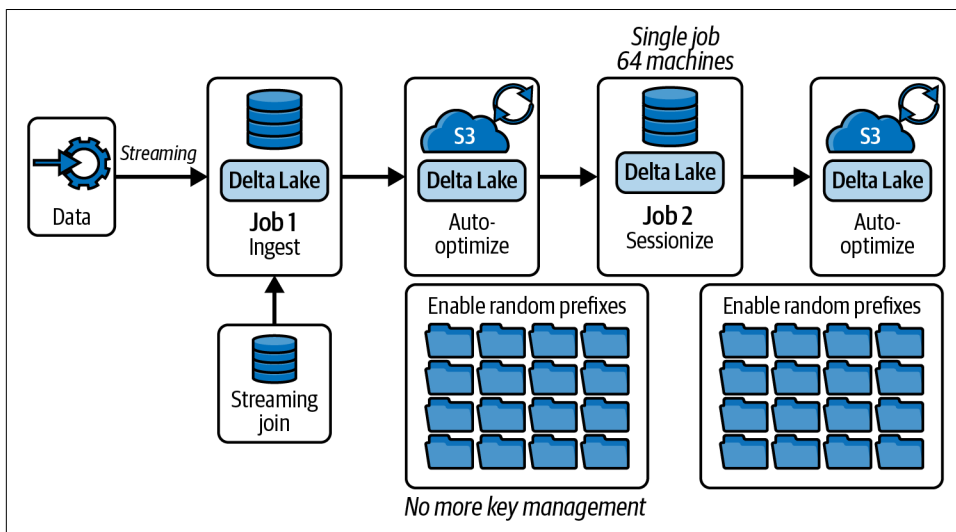 Single job
64 machines
Streaming
Data
Delta Lake
Job 1
Ingest
S3
Delta Lake
Auto-
optimize
Delta Lake
Job 2
Sessionize
S3
Delta Lake
Auto-
optimize
Streaming
join
Enable random prefixes
No more key management
Enable random prefixes